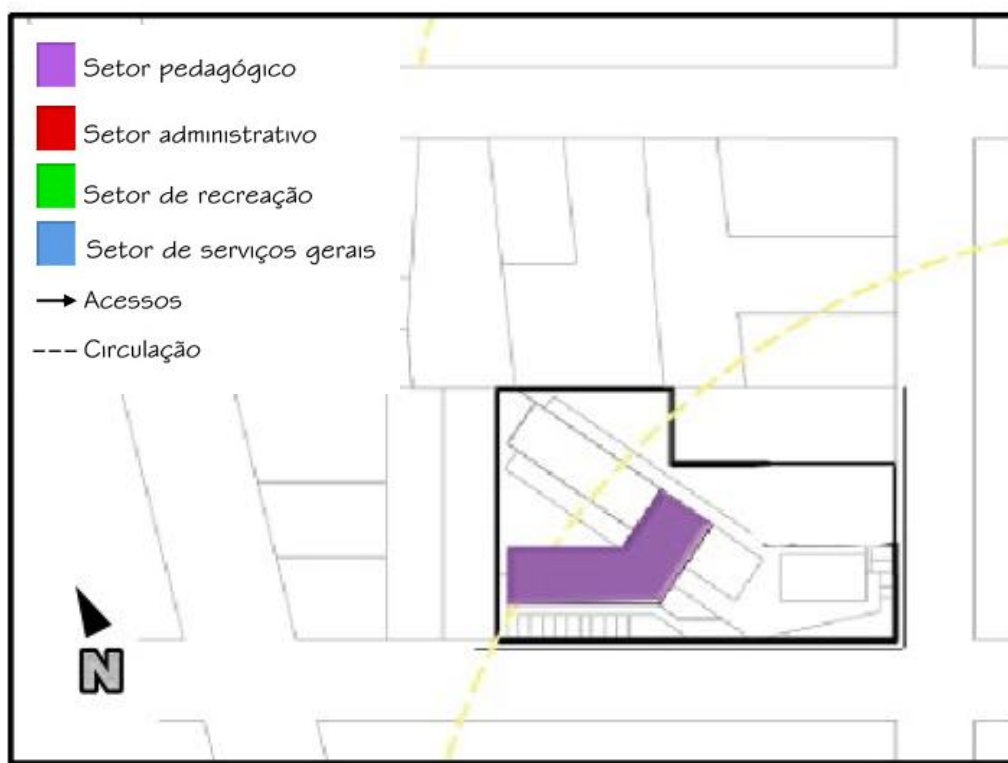 Setor pedagógico
Setor administrativo
Setor de recreação
Setor de serviços gerais
Acessos
Circulação
N